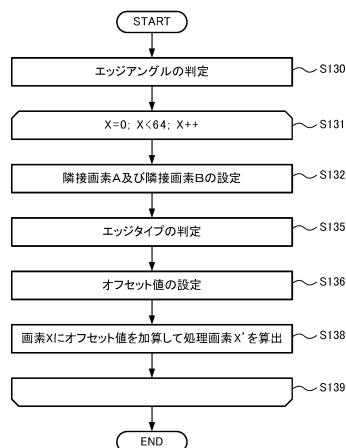 START
エッジアングルの判定
S130
X=0; X<64; X++
S131
隣接画素A及び隣接画素Bの設定
S132
エッジタイプの判定
S135
オフセット値の設定
S136
画素Xにオフセット値を加算して処理画素X'を算出
S138
S139
END